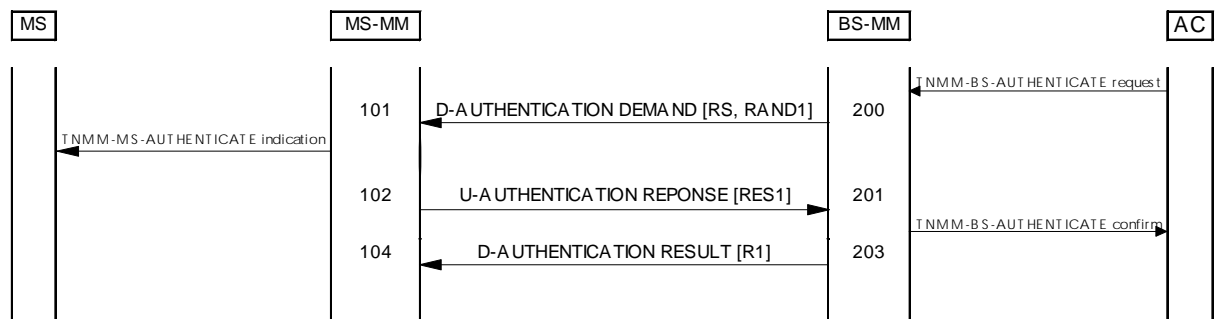 MS MS-MM BS-MM AC
TNMM-BS-AUTHENTICATE request
101 D-AUTHENTICATION DEMAND [RS, RAND1] 200
TNMM-MS-AUTHENTICATE indication
102 U-AUTHENTICATION REPONSE [RES1] 201
TNMM-BS-AUTHENTICATE confirm
104 D-AUTHENTICATION RESULT [R1] 203